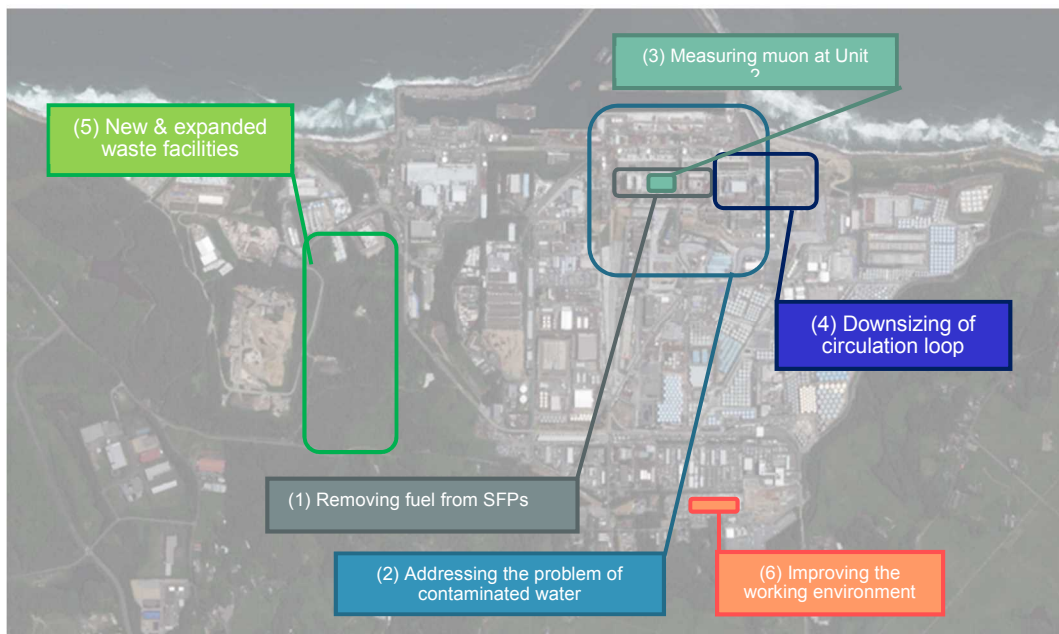 (3) Measuring muon at Unit
(5) New & expanded
waste facilities
(4) Downsizing of
circulation loop
(1) Removing fuel from SFPs
(2) Addressing the problem of
contaminated water
(6) Improving the
working environment